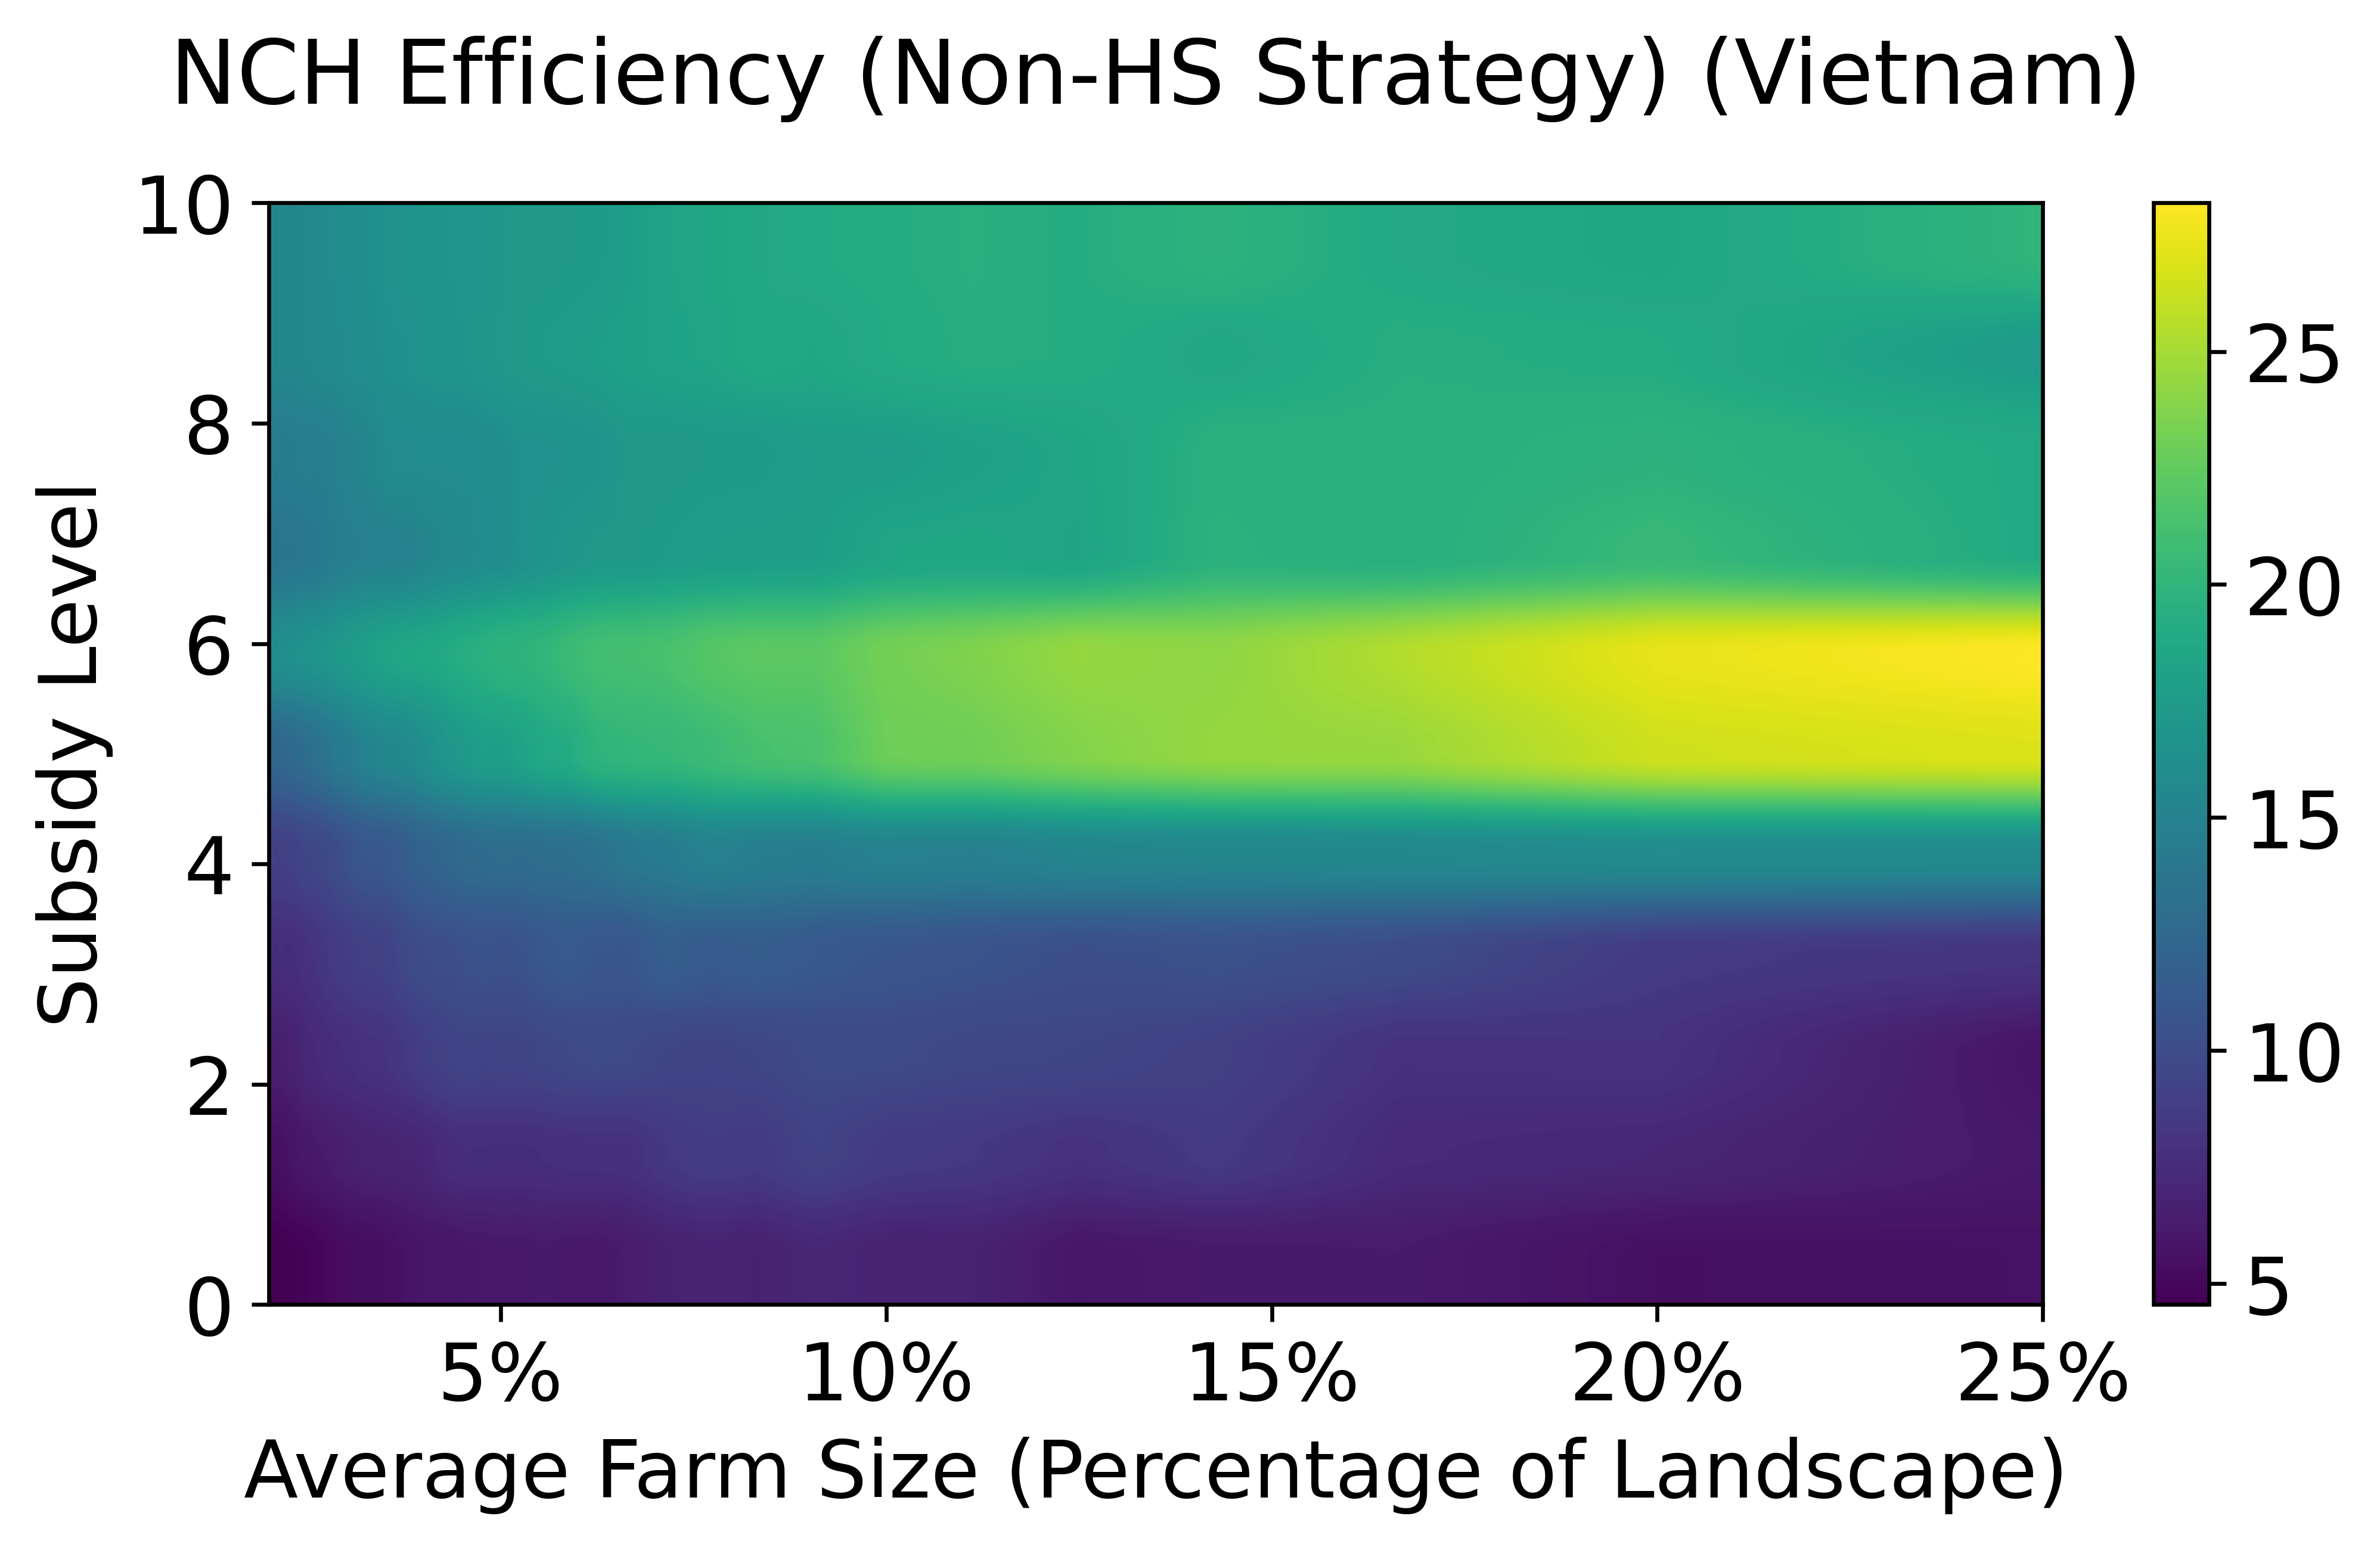 NCH Efficiency (Non-HS Strategy) (Vietnam)
10
8
6
4
2
0
Subsidy Level
5% 10% 15% 20% 25%
Average Farm Size (Percentage of Landscape)
25
20
15
10
5